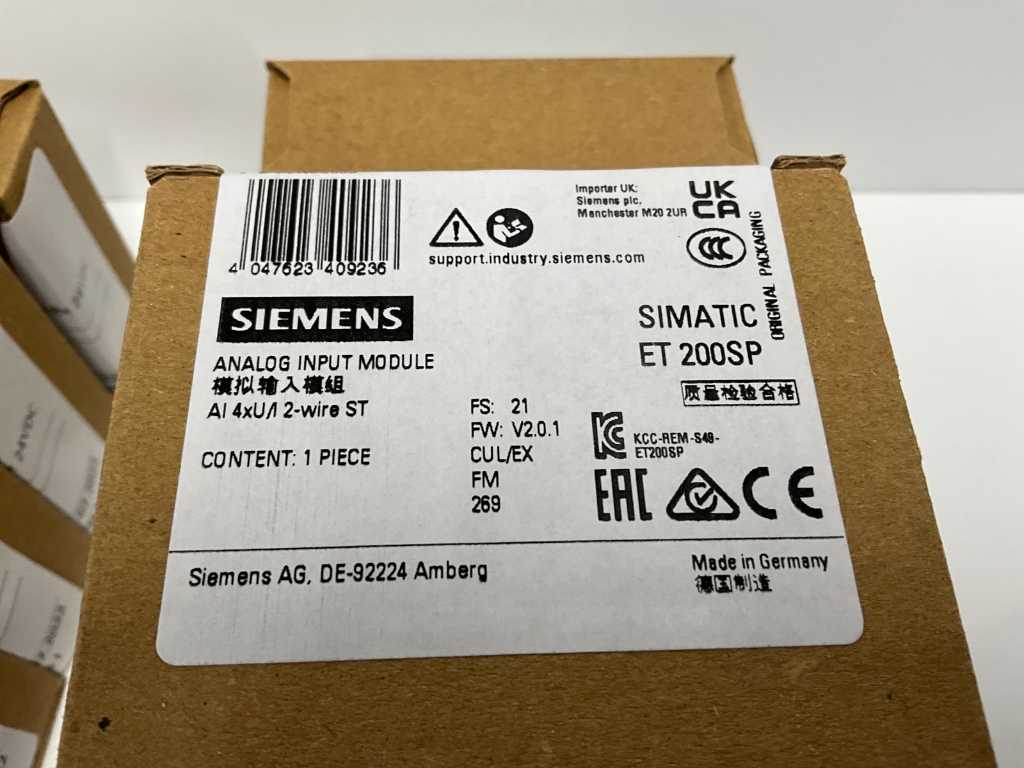 4 047623 409236
support.industry.siemens.com
Importer UK:
Siemens plc,
Manchester M20 2UR
UK
CA
CCC
ORIGINAL PACKAGING
SIEMENS
SIMATIC
ET 200SP
ANALOG INPUT MODULE
模拟输入模组
AI 4xU/I 2-wire ST
质量检验合格
FS: 21
FW: V2.0.1
CUL/EX
FM
269
CONTENT: 1 PIECE
KCC-REM-S49-
ET200SP
EAC
CE
Siemens AG, DE-92224 Amberg
Made in Germany
德国制造
24VDC